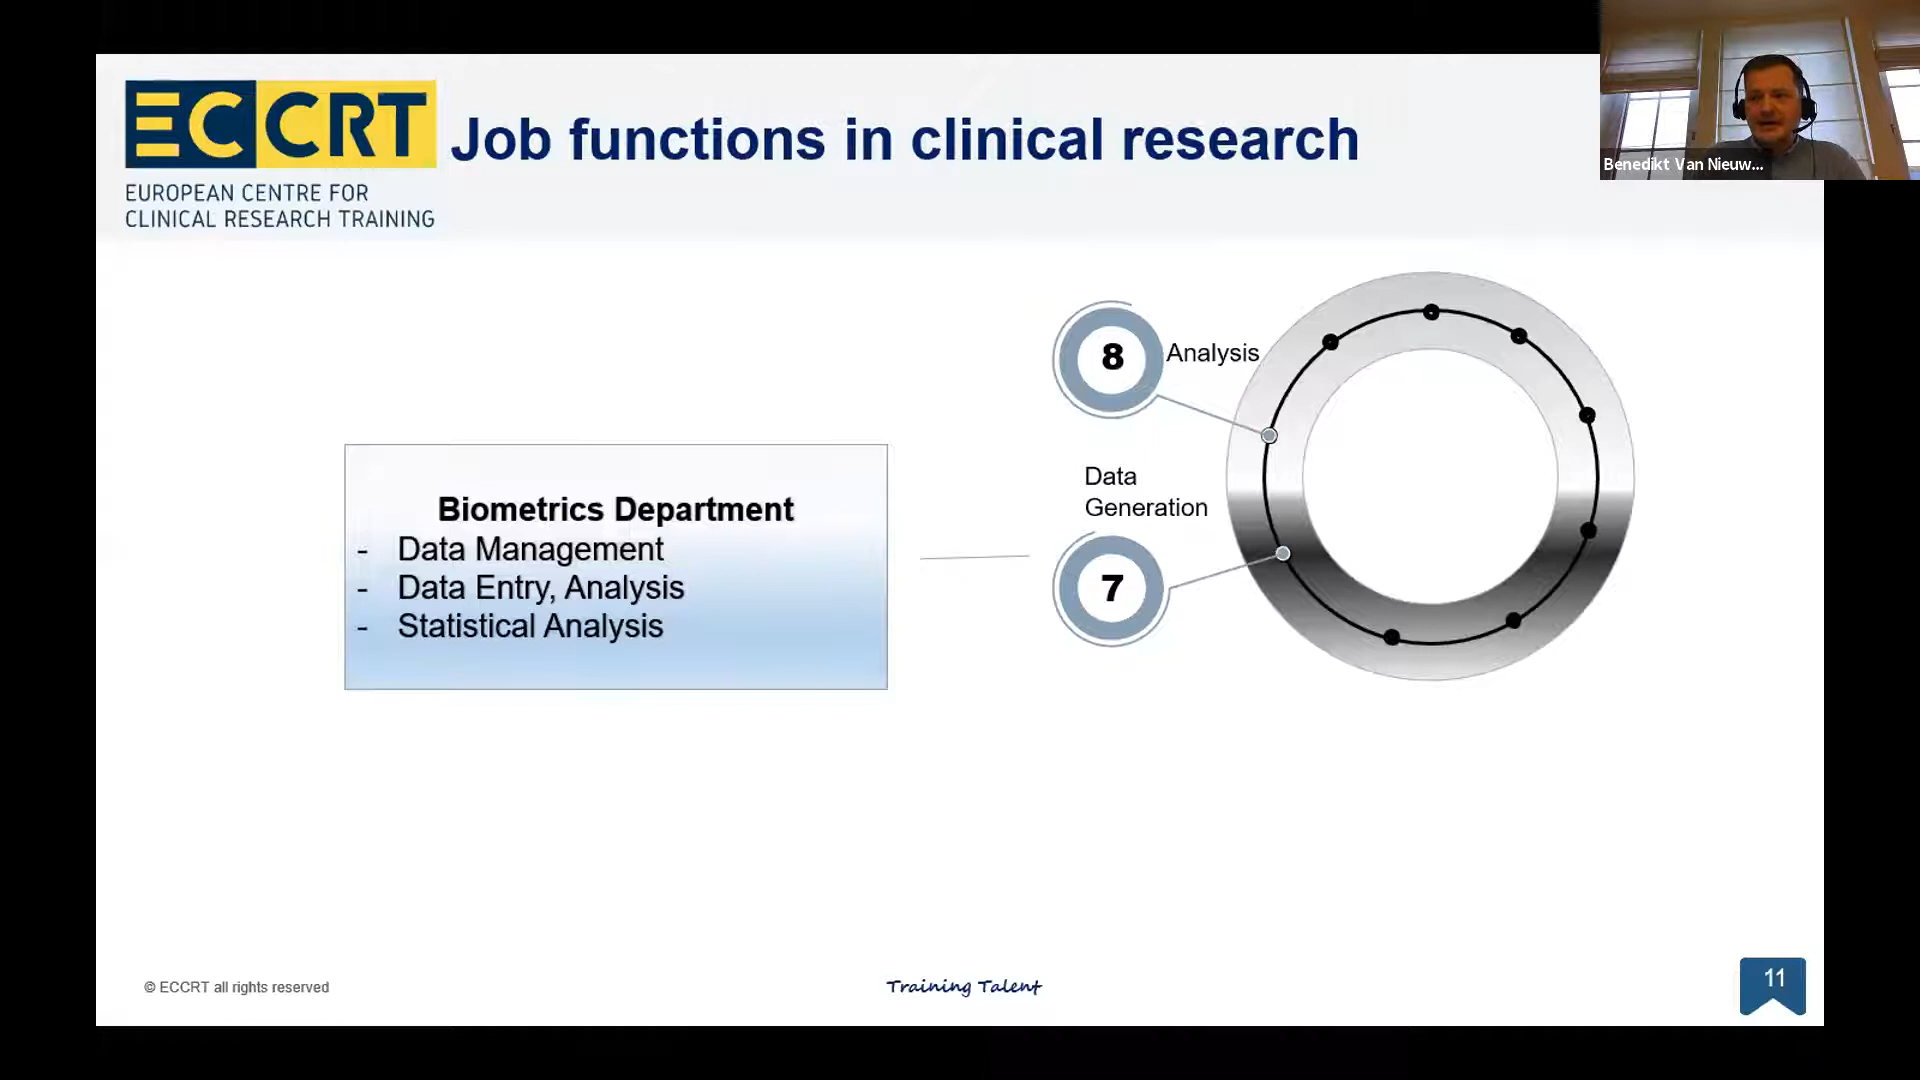 ECCRT
EUROPEAN CENTRE FOR
CLINICAL RESEARCH TRAINING
Job functions in clinical research
Benedikt Van Nieuw...
8
Analysis
Data
Generation
7
Biometrics Department
- Data Management
- Data Entry, Analysis
- Statistical Analysis
© ECCRT all rights reserved
Training Talent
11